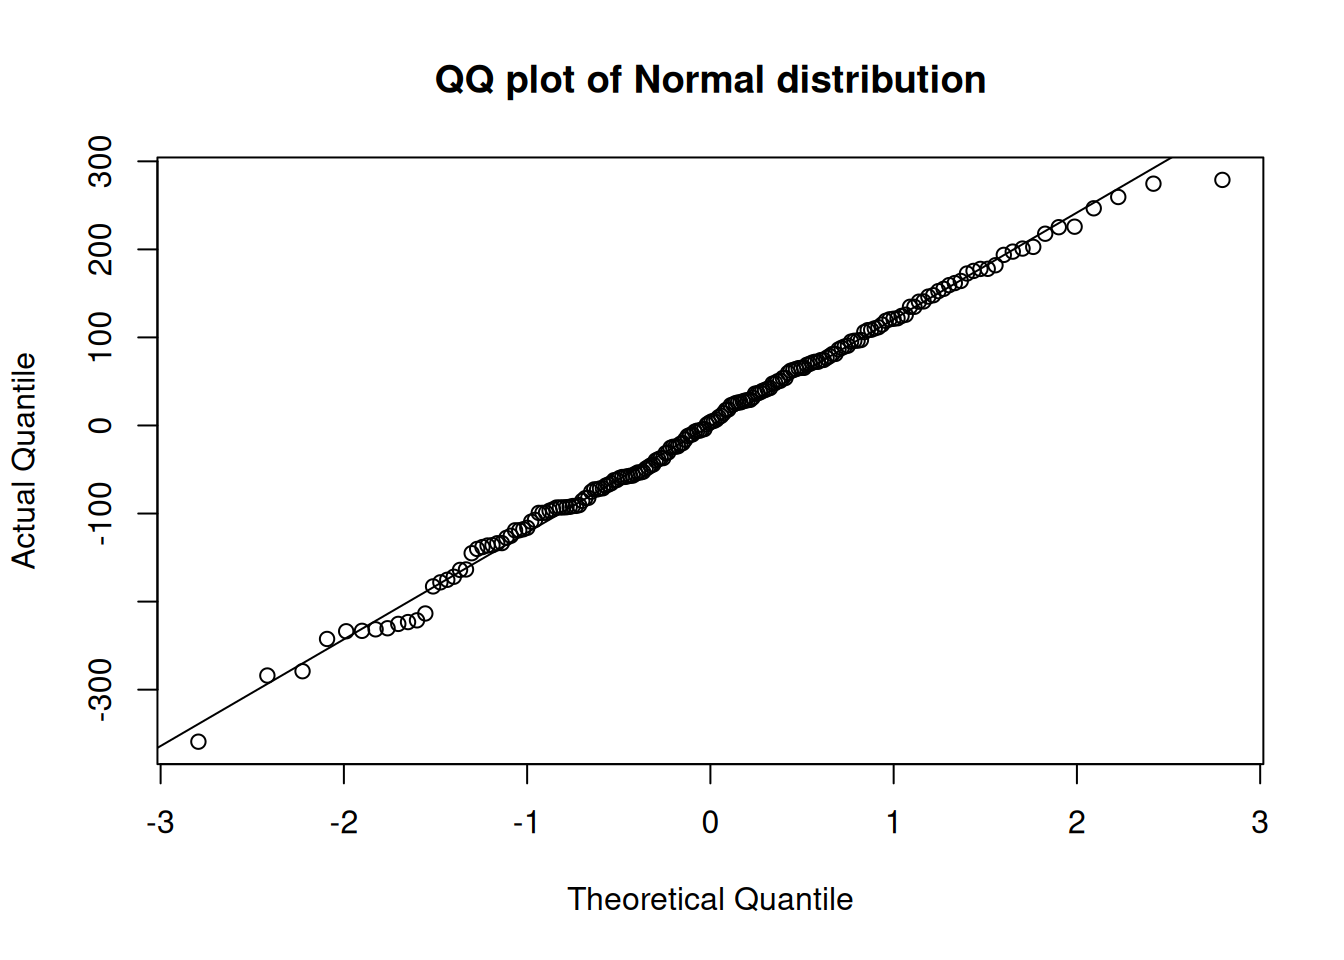 QQ plot of Normal distribution
Actual Quantile
300
200
100
0
-100
-300
-3 -2 -1 0 1 2 3
Theoretical Quantile